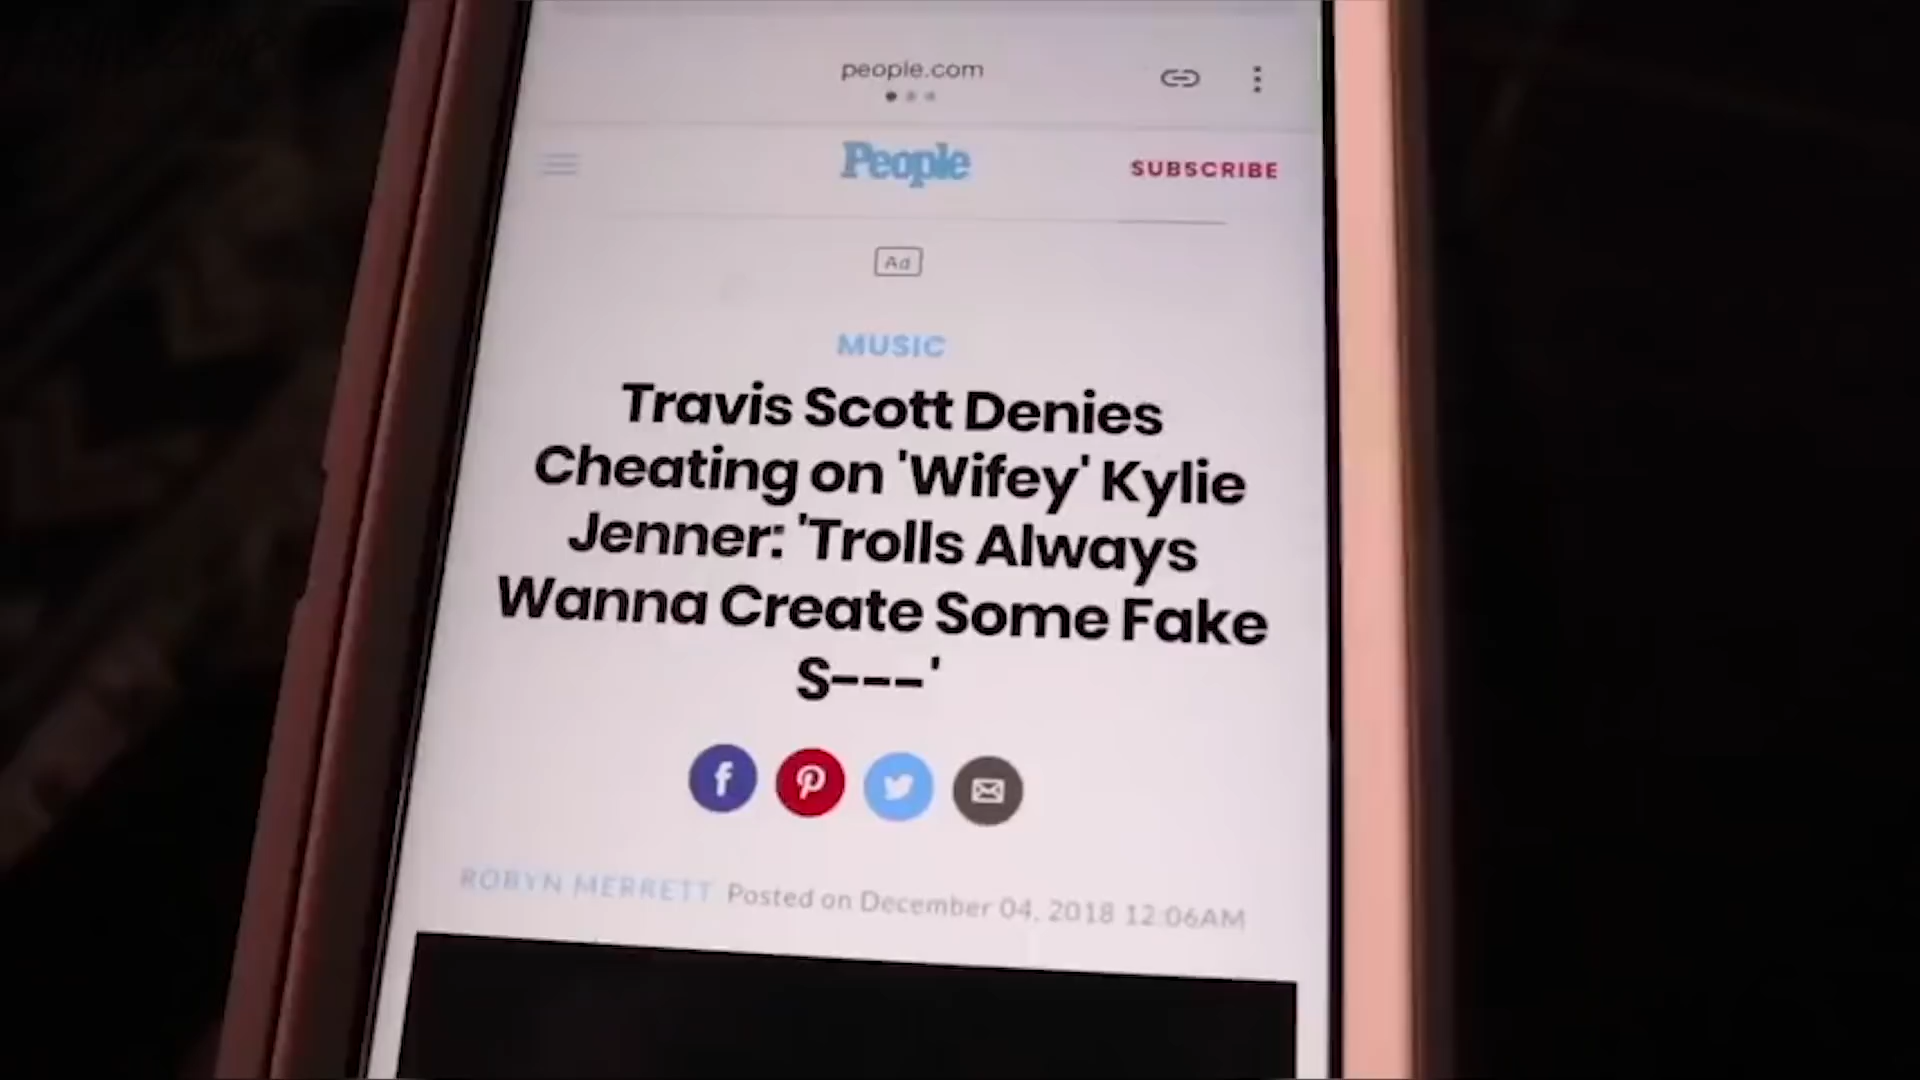 people.com
People
SUBSCRIBE
Ad
MUSIC
Travis Scott Denies
Cheating on 'Wifey' Kylie
Jenner: 'Trolls Always
Wanna Create Some Fake
S---'
ROBYN MERRETT Posted on December 04, 2018 12:06AM